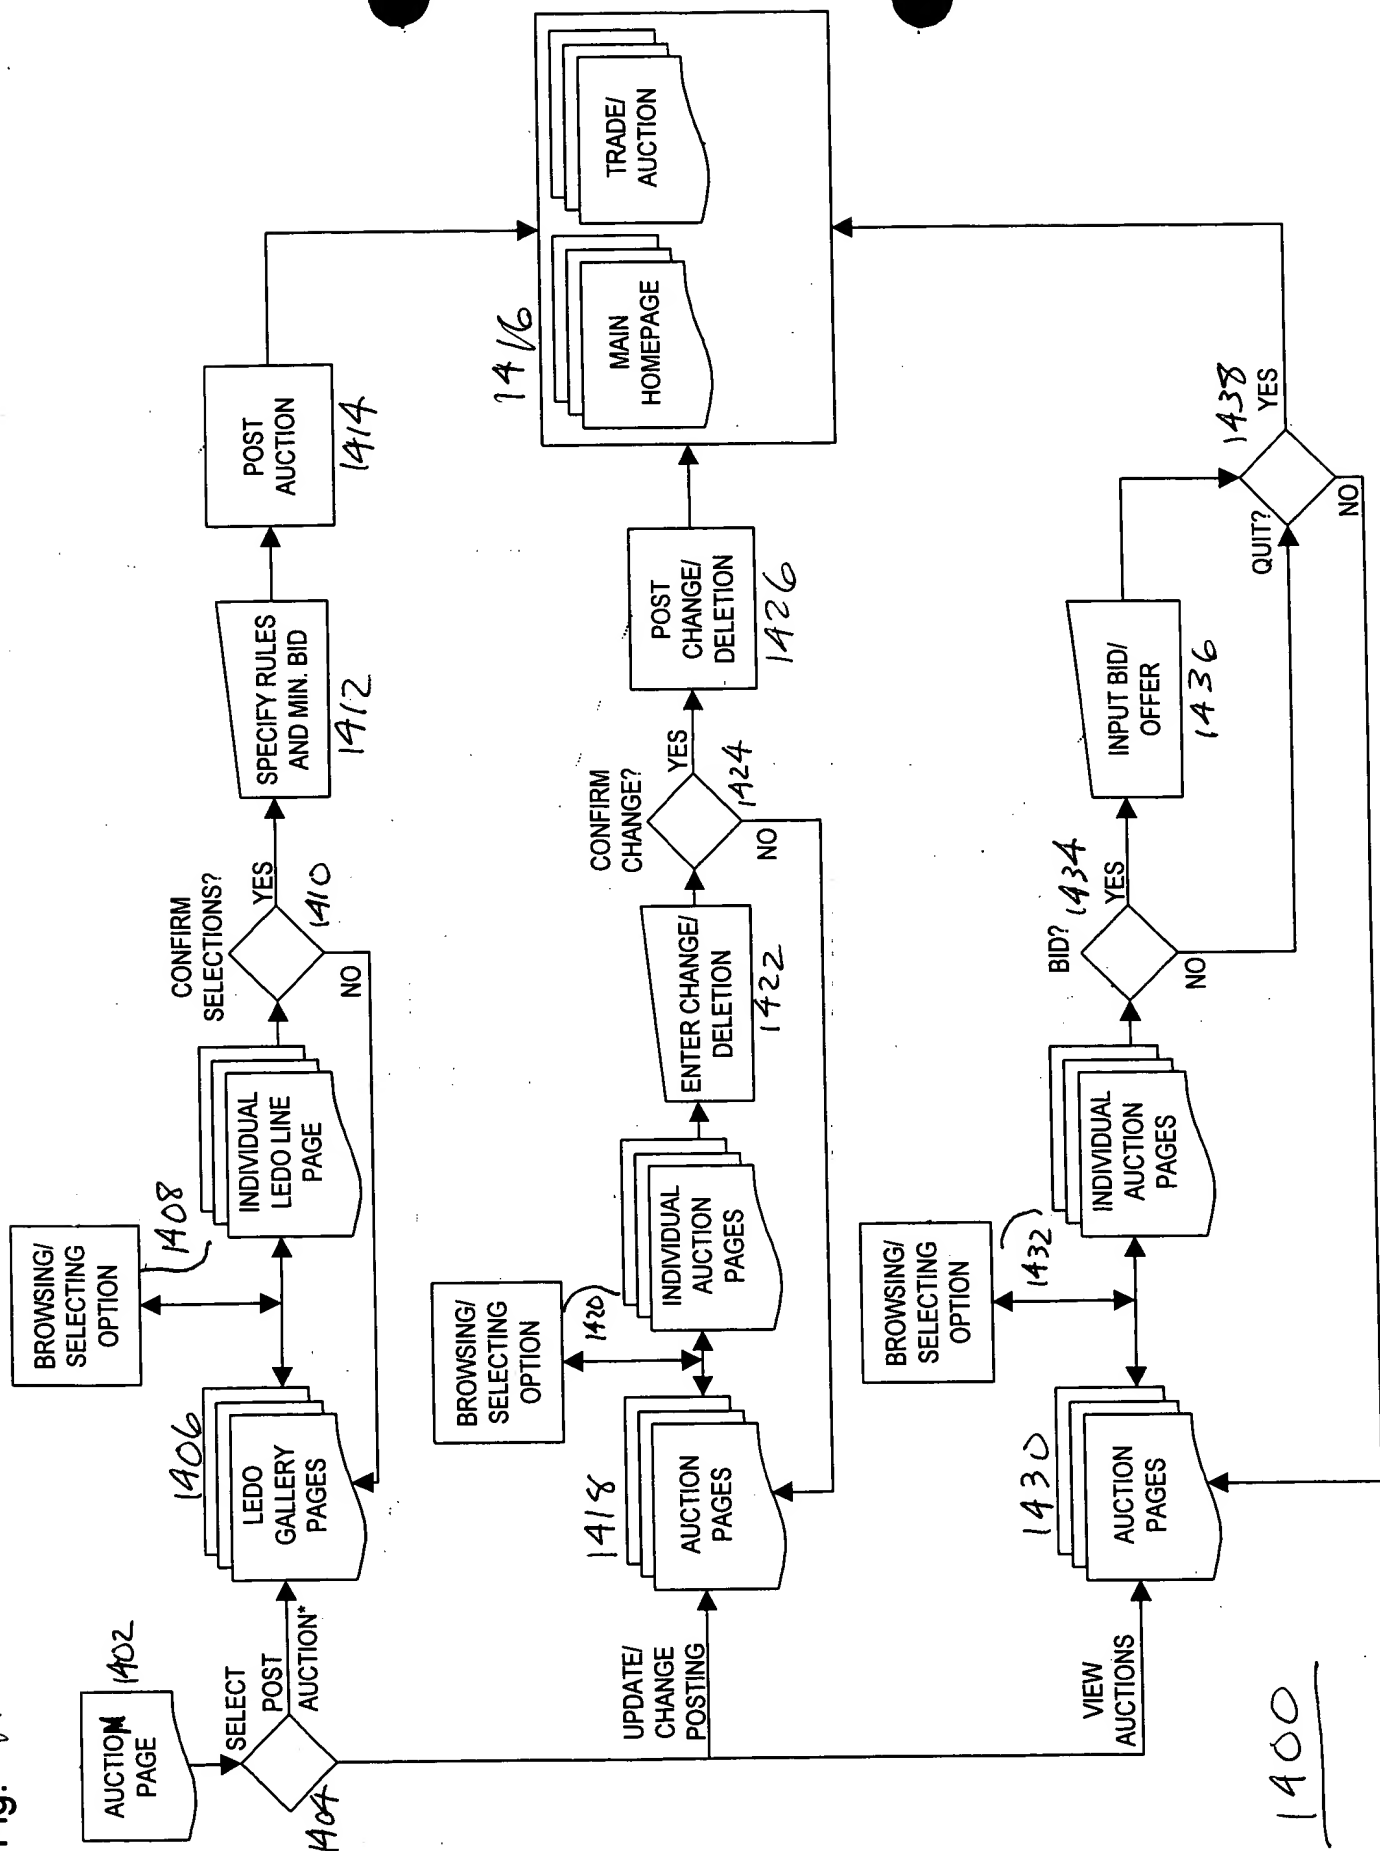 Fig.
AUCTION
PAGE
1402
SELECT
1404
POST
AUCTION*
LEDO
GALLERY
PAGES
1406
BROWSING/
SELECTING
OPTION
1408
INDIVIDUAL
LEDO LINE
PAGE
CONFIRM
SELECTIONS?
1410
YES
NO
SPECIFY RULES
AND MIN. BID
1412
POST
AUCTION
1414
1416
MAIN
HOMEPAGE
TRADE/
AUCTION
UPDATE/
CHANGE
POSTING
AUCTION
PAGES
1418
BROWSING/
SELECTING
OPTION
1420
INDIVIDUAL
AUCTION
PAGES
ENTER CHANGE/
DELETION
1422
CONFIRM
CHANGE?
1424
YES
NO
POST
CHANGE/
DELETION
1426
VIEW
AUCTIONS
AUCTION
PAGES
1430
BROWSING/
SELECTING
OPTION
1432
INDIVIDUAL
AUCTION
PAGES
BID?
1434
YES
NO
INPUT BID/
OFFER
1436
QUIT?
1438
YES
NO
1400